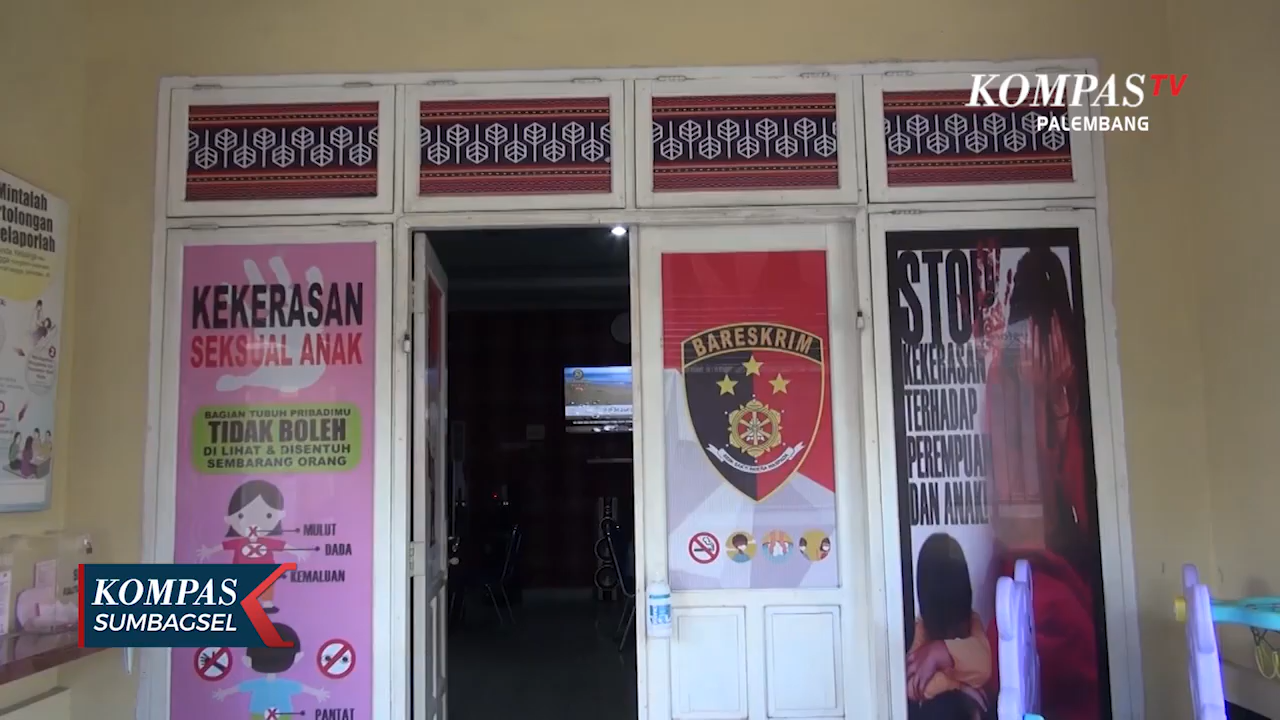 KOMPAS TV
PALEMBANG
Mintalah
elaporlah
KEKERASAN
SEKSUAL ANAK
BAGIAN TUBUH PRIBADIMU
TIDAK BOLEH
DI LIHAT & DISENTUH
SEMBARANG ORANG
MULUT
DADA
KEMALUAN
PANTAT
BARESKRIM
STOP
KEKERASAN
TERHADAP
PEREMPUAN
DAN ANAK!
KOMPAS
SUMBAGSEL